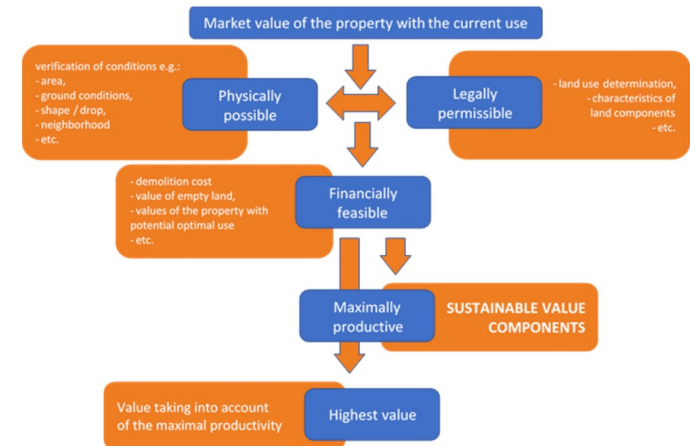 Market value of the property with the current use
verification of conditions e.g.:
- area,
- ground conditions,
- shape / drop,
- neighborhood
- etc.
Physically
possible
Legally
permissible
- land use determination,
- characteristics of
land components
- etc.
- demolition cost
- value of empty land,
- values of the property with
potential optimal use
- etc.
Financially
feasible
Maximally
productive
SUSTAINABLE VALUE
COMPONENTS
Value taking into account
of the maximal productivity
Highest value